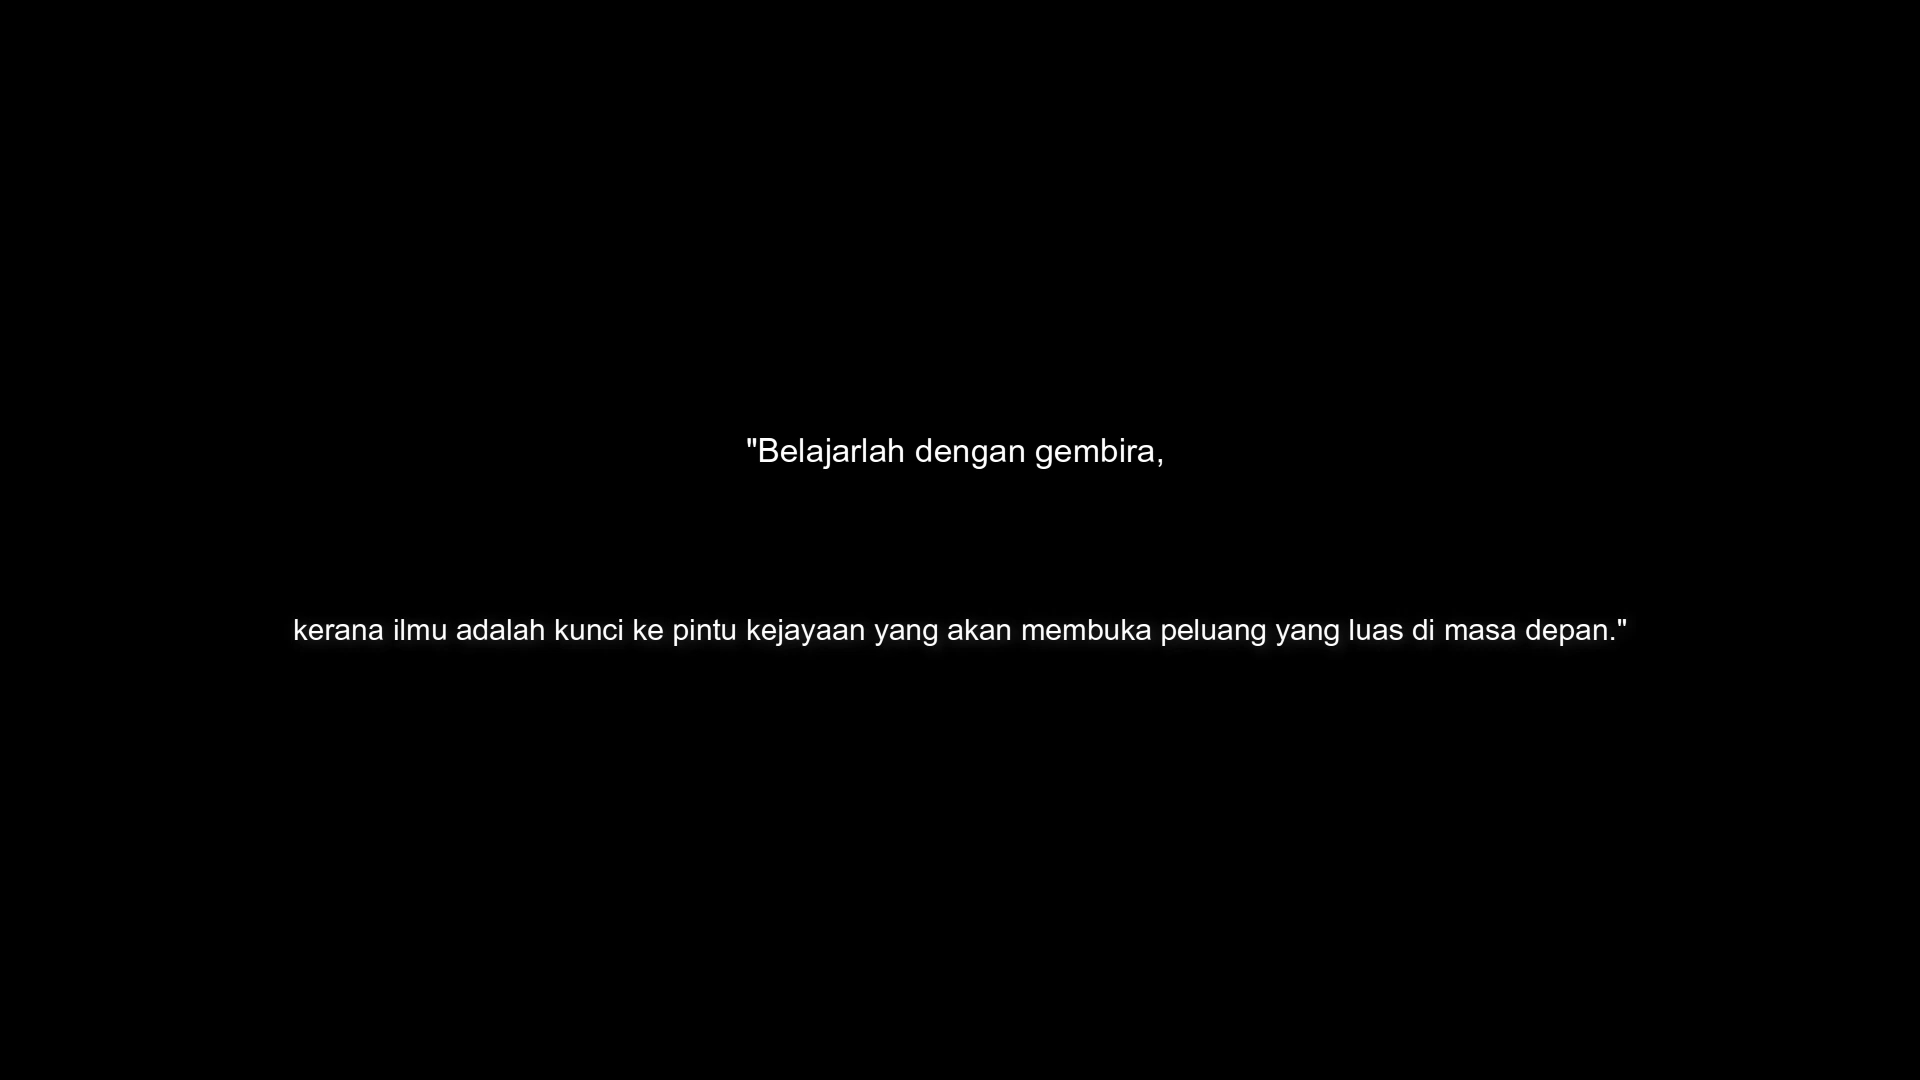 "Belajarlah dengan gembira,
kerana ilmu adalah kunci ke pintu kejayaan yang akan membuka peluang yang luas di masa depan."